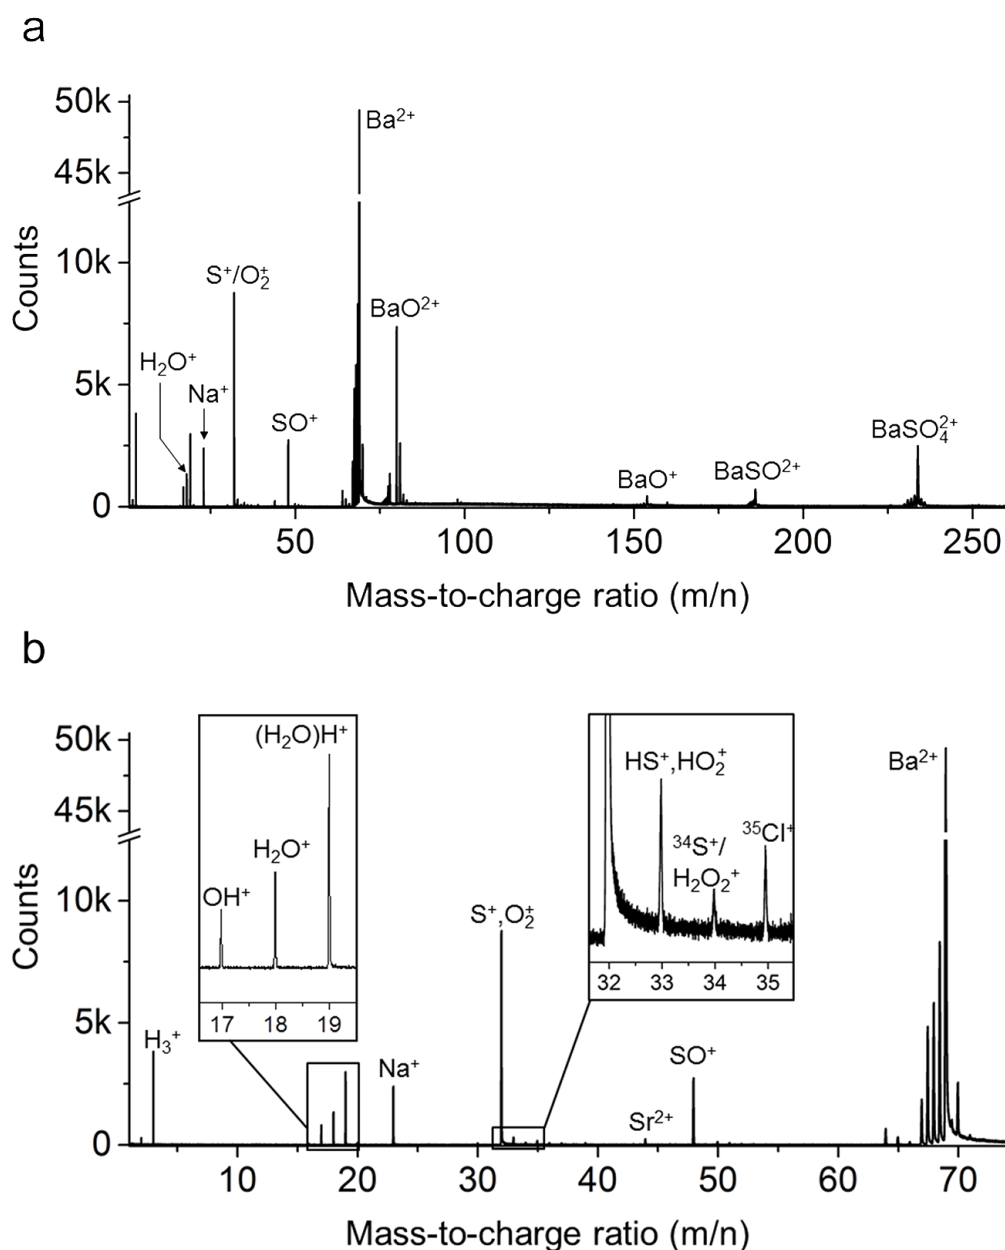 a
50k
45k
10k
5k
0
Counts
Ba²⁺
S⁺/O₂⁺
BaO²⁺
H₂O⁺
Na⁺
SO⁺
BaO⁺
BaSO²⁺
BaSO₄²⁺
50 100 150 200 250
Mass-to-charge ratio (m/n)
b
50k
45k
10k
5k
0
Counts
(H₂O)H⁺
H₂O⁺
OH⁺
17 18 19
HS⁺,HO₂⁺
³⁴S⁺/
H₂O₂⁺
³⁵Cl⁺
32 33 34 35
Ba²⁺
S⁺,O₂⁺
H₃⁺
Na⁺
SO⁺
Sr²⁺
10 20 30 40 50 60 70
Mass-to-charge ratio (m/n)